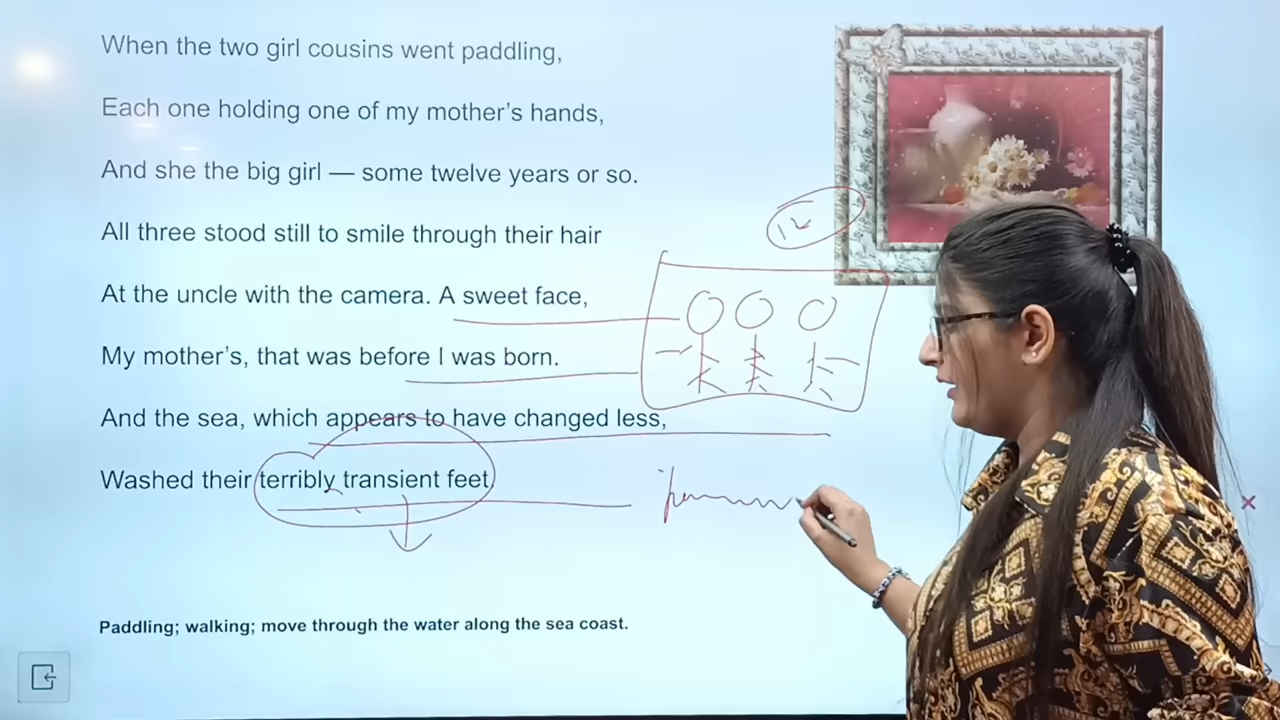 When the two girl cousins went paddling,
Each one holding one of my mother's hands,
And she the big girl — some twelve years or so.
12
All three stood still to smile through their hair
At the uncle with the camera. A sweet face,
My mother's, that was before I was born.
And the sea, which appears to have changed less,
Washed their terribly transient feet.
Paddling; walking; move through the water along the sea coast.